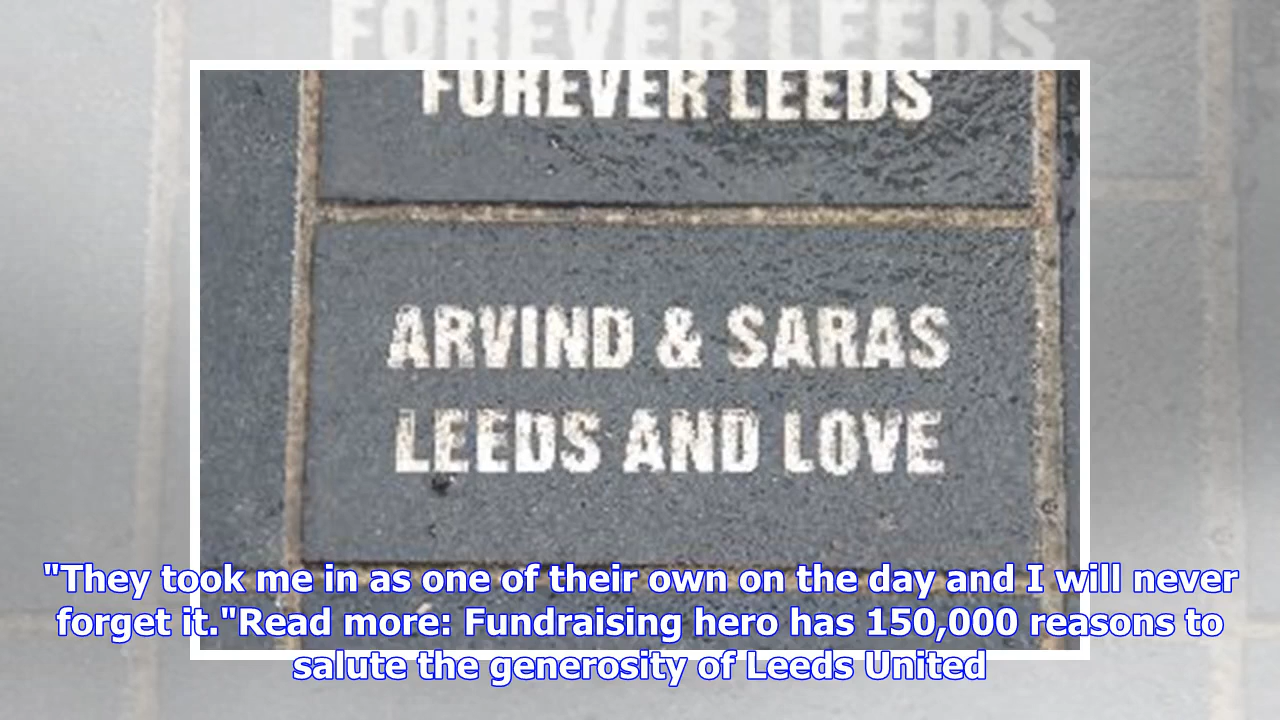 FOREVER LEEDS
FOREVER LEEDS
ARVIND & SARAS
LEEDS AND LOVE
"They took me in as one of their own on the day and I will never
forget it."Read more: Fundraising hero has 150,000 reasons to
salute the generosity of Leeds United